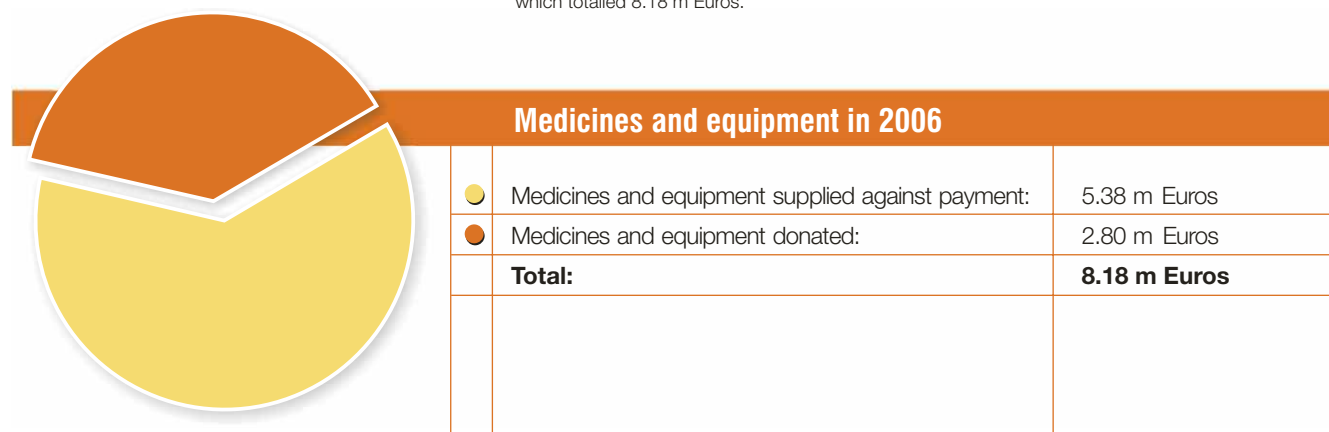 which totalled 8.18 m Euros.
Medicines and equipment in 2006
Medicines and equipment supplied against payment: 5.38 m Euros
Medicines and equipment donated: 2.80 m Euros
Total: 8.18 m Euros